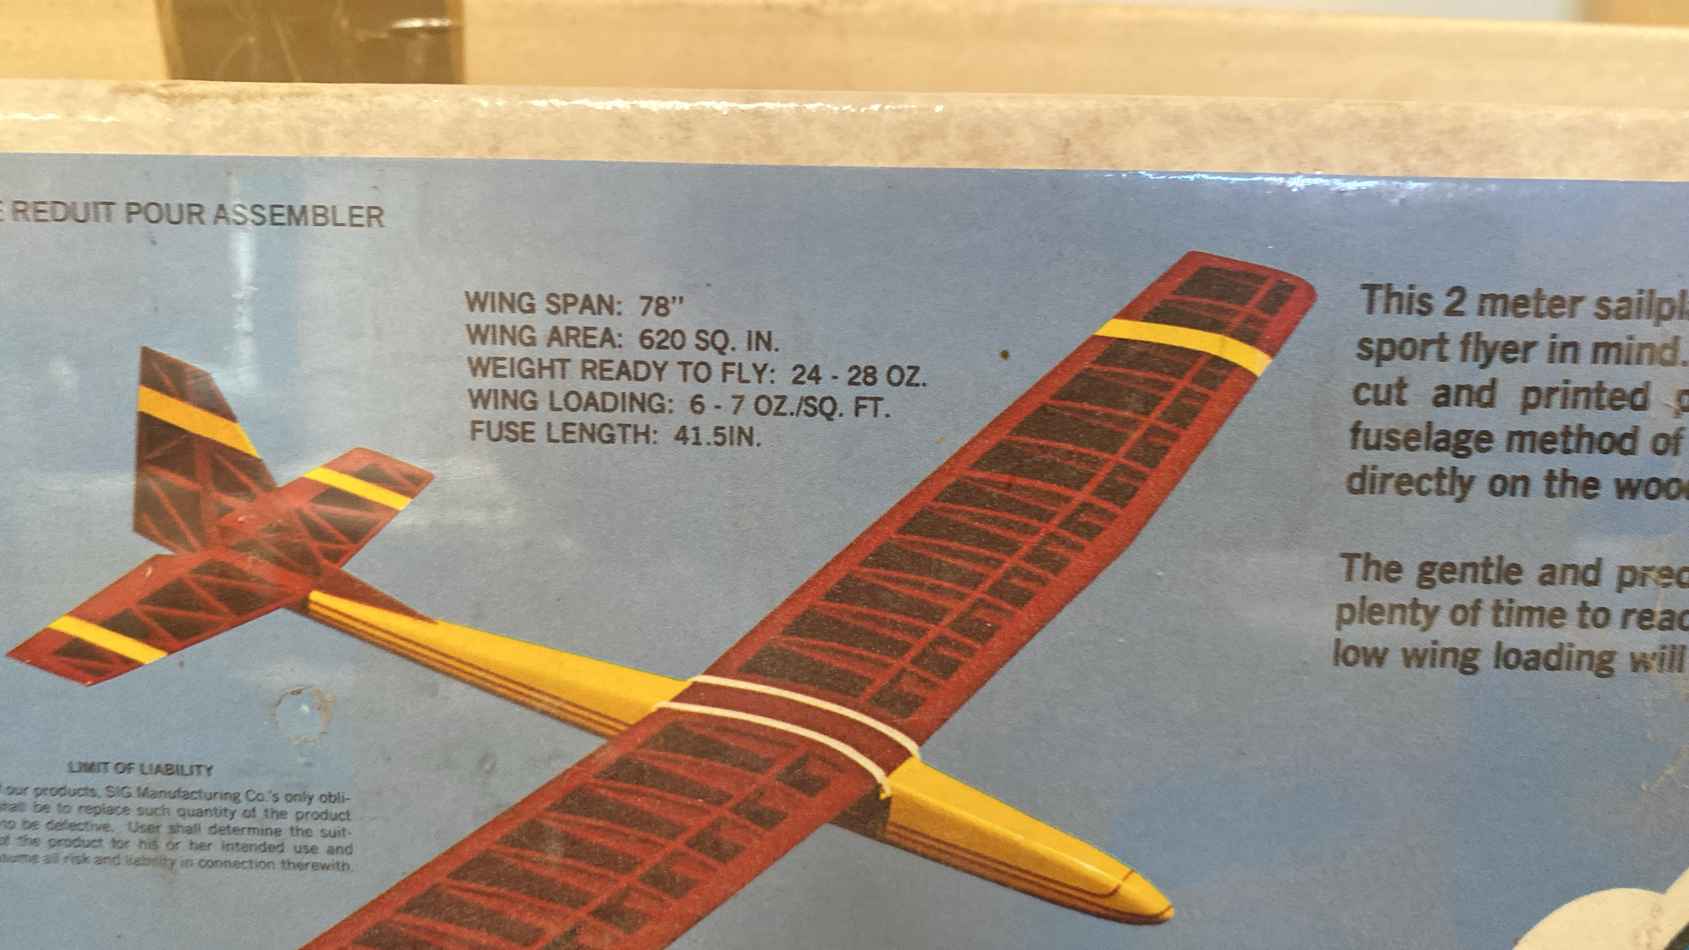 REDUIT POUR ASSEMBLER
WING SPAN: 78"
WING AREA: 620 SQ. IN.
WEIGHT READY TO FLY: 24 - 28 OZ.
WING LOADING: 6 - 7 OZ./SQ. FT.
FUSE LENGTH: 41.5IN.
This 2 meter
sport flyer in mind.
cut and printed
fuselage method of
directly on the
The gentle and
plenty of time to
low wing loading will
LIMIT OF LIABILITY
our products, SIG Manufacturing Co.'s only obli-
shall be to replace such quantity of the product
to be defective. User shall determine the suit-
of the product for his or her intended use and
all risk and liability in connection therewith.